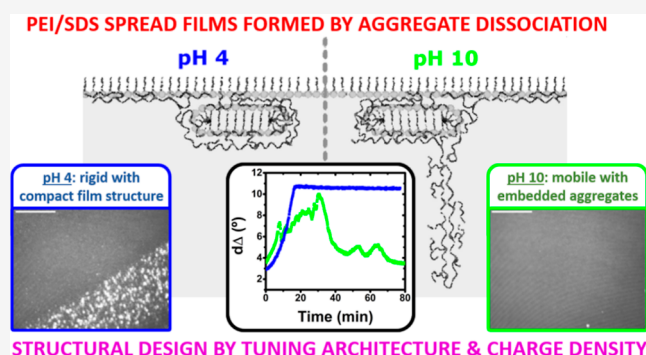 PEI/SDS SPREAD FILMS FORMED BY AGGREGATE DISSOCIATION
pH 4
pH 10
pH 4: rigid with
compact film structure
12
10
8
6
4
2
dΔ (°)
0 20 40 60 80
Time (min)
pH 10: mobile with
embedded aggregates
STRUCTURAL DESIGN BY TUNING ARCHITECTURE & CHARGE DENSITY